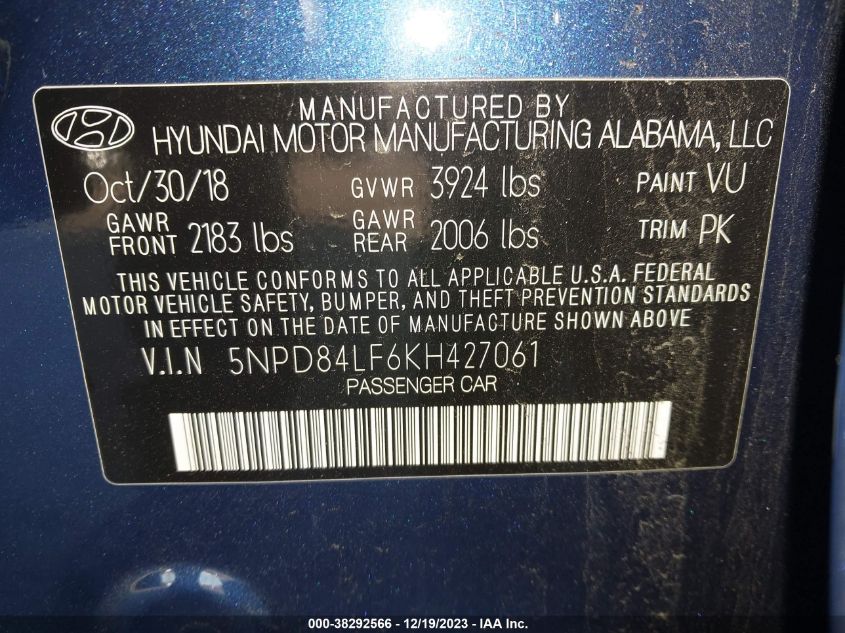 MANUFACTURED BY
HYUNDAI MOTOR MANUFACTURING ALABAMA, LLC
Oct/30/18 GVWR 3924 lbs PAINT VU
GAWR FRONT 2183 lbs GAWR REAR 2006 lbs TRIM PK
THIS VEHICLE CONFORMS TO ALL APPLICABLE U.S.A. FEDERAL
MOTOR VEHICLE SAFETY, BUMPER, AND THEFT PREVENTION STANDARDS
IN EFFECT ON THE DATE OF MANUFACTURE SHOWN ABOVE
V.I.N 5NPD84LF6KH427061
PASSENGER CAR
000-38292566 - 12/19/2023 - IAA Inc.